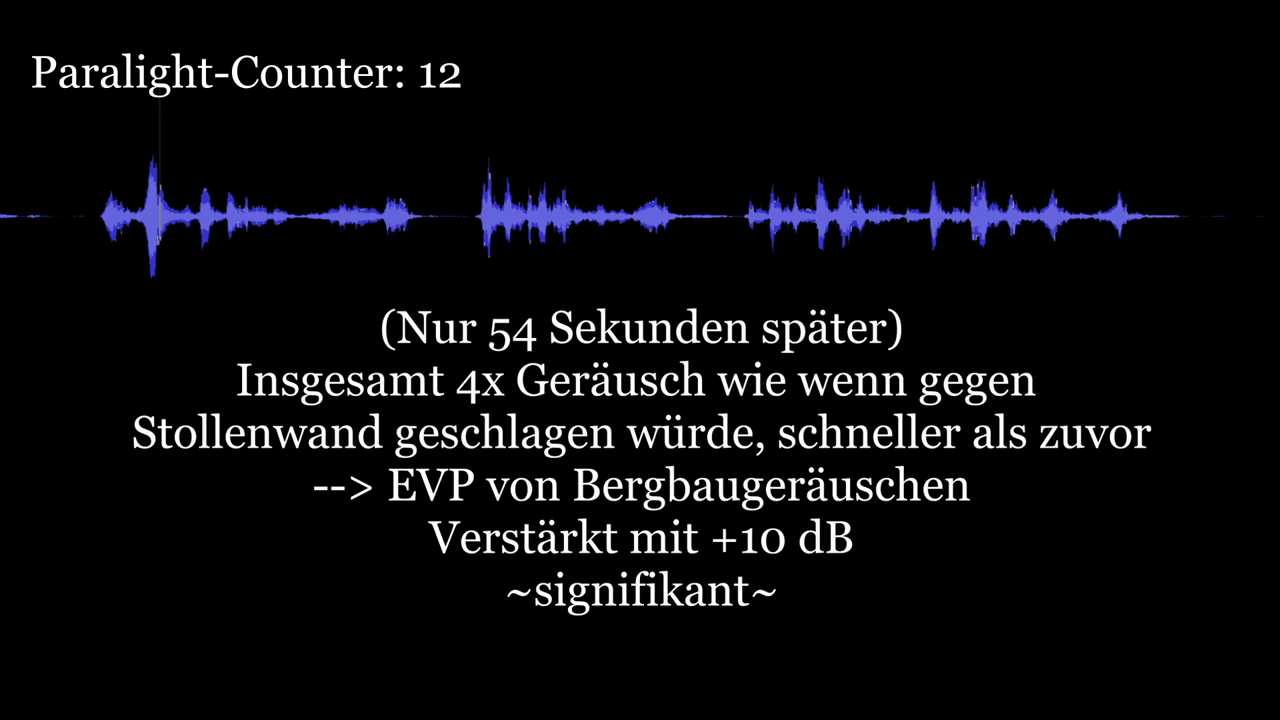 Paralight-Counter: 12
(Nur 54 Sekunden später)
Insgesamt 4x Geräusch wie wenn gegen
Stollenwand geschlagen würde, schneller als zuvor
--> EVP von Bergbaugeräuschen
Verstärkt mit +10 dB
~signifikant~